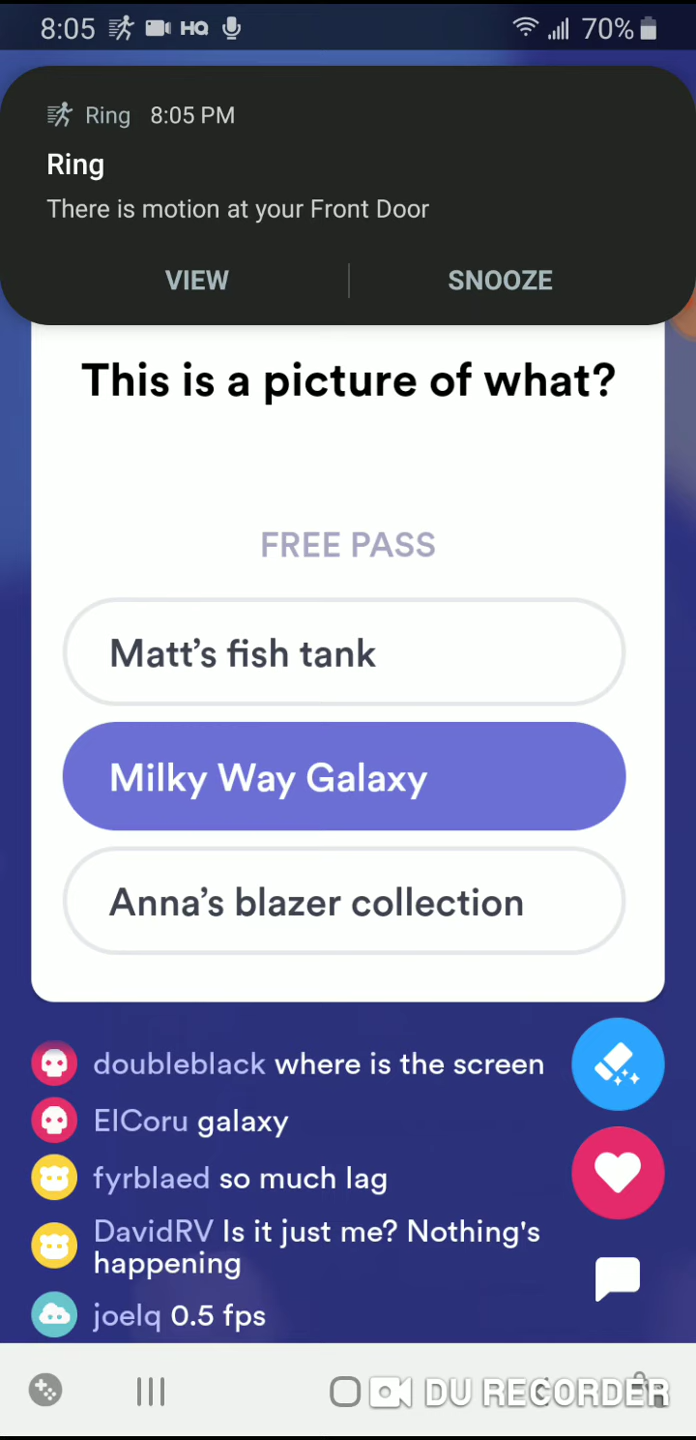 8:05 HQ 70%
Ring 8:05 PM
Ring
There is motion at your Front Door
VIEW SNOOZE
This is a picture of what?
FREE PASS
Matt's fish tank
Milky Way Galaxy
Anna's blazer collection
doubleblack where is the screen
ElCoru galaxy
fyrblaed so much lag
DavidRV Is it just me? Nothing's
happening
joelq 0.5 fps
DU RECORDER